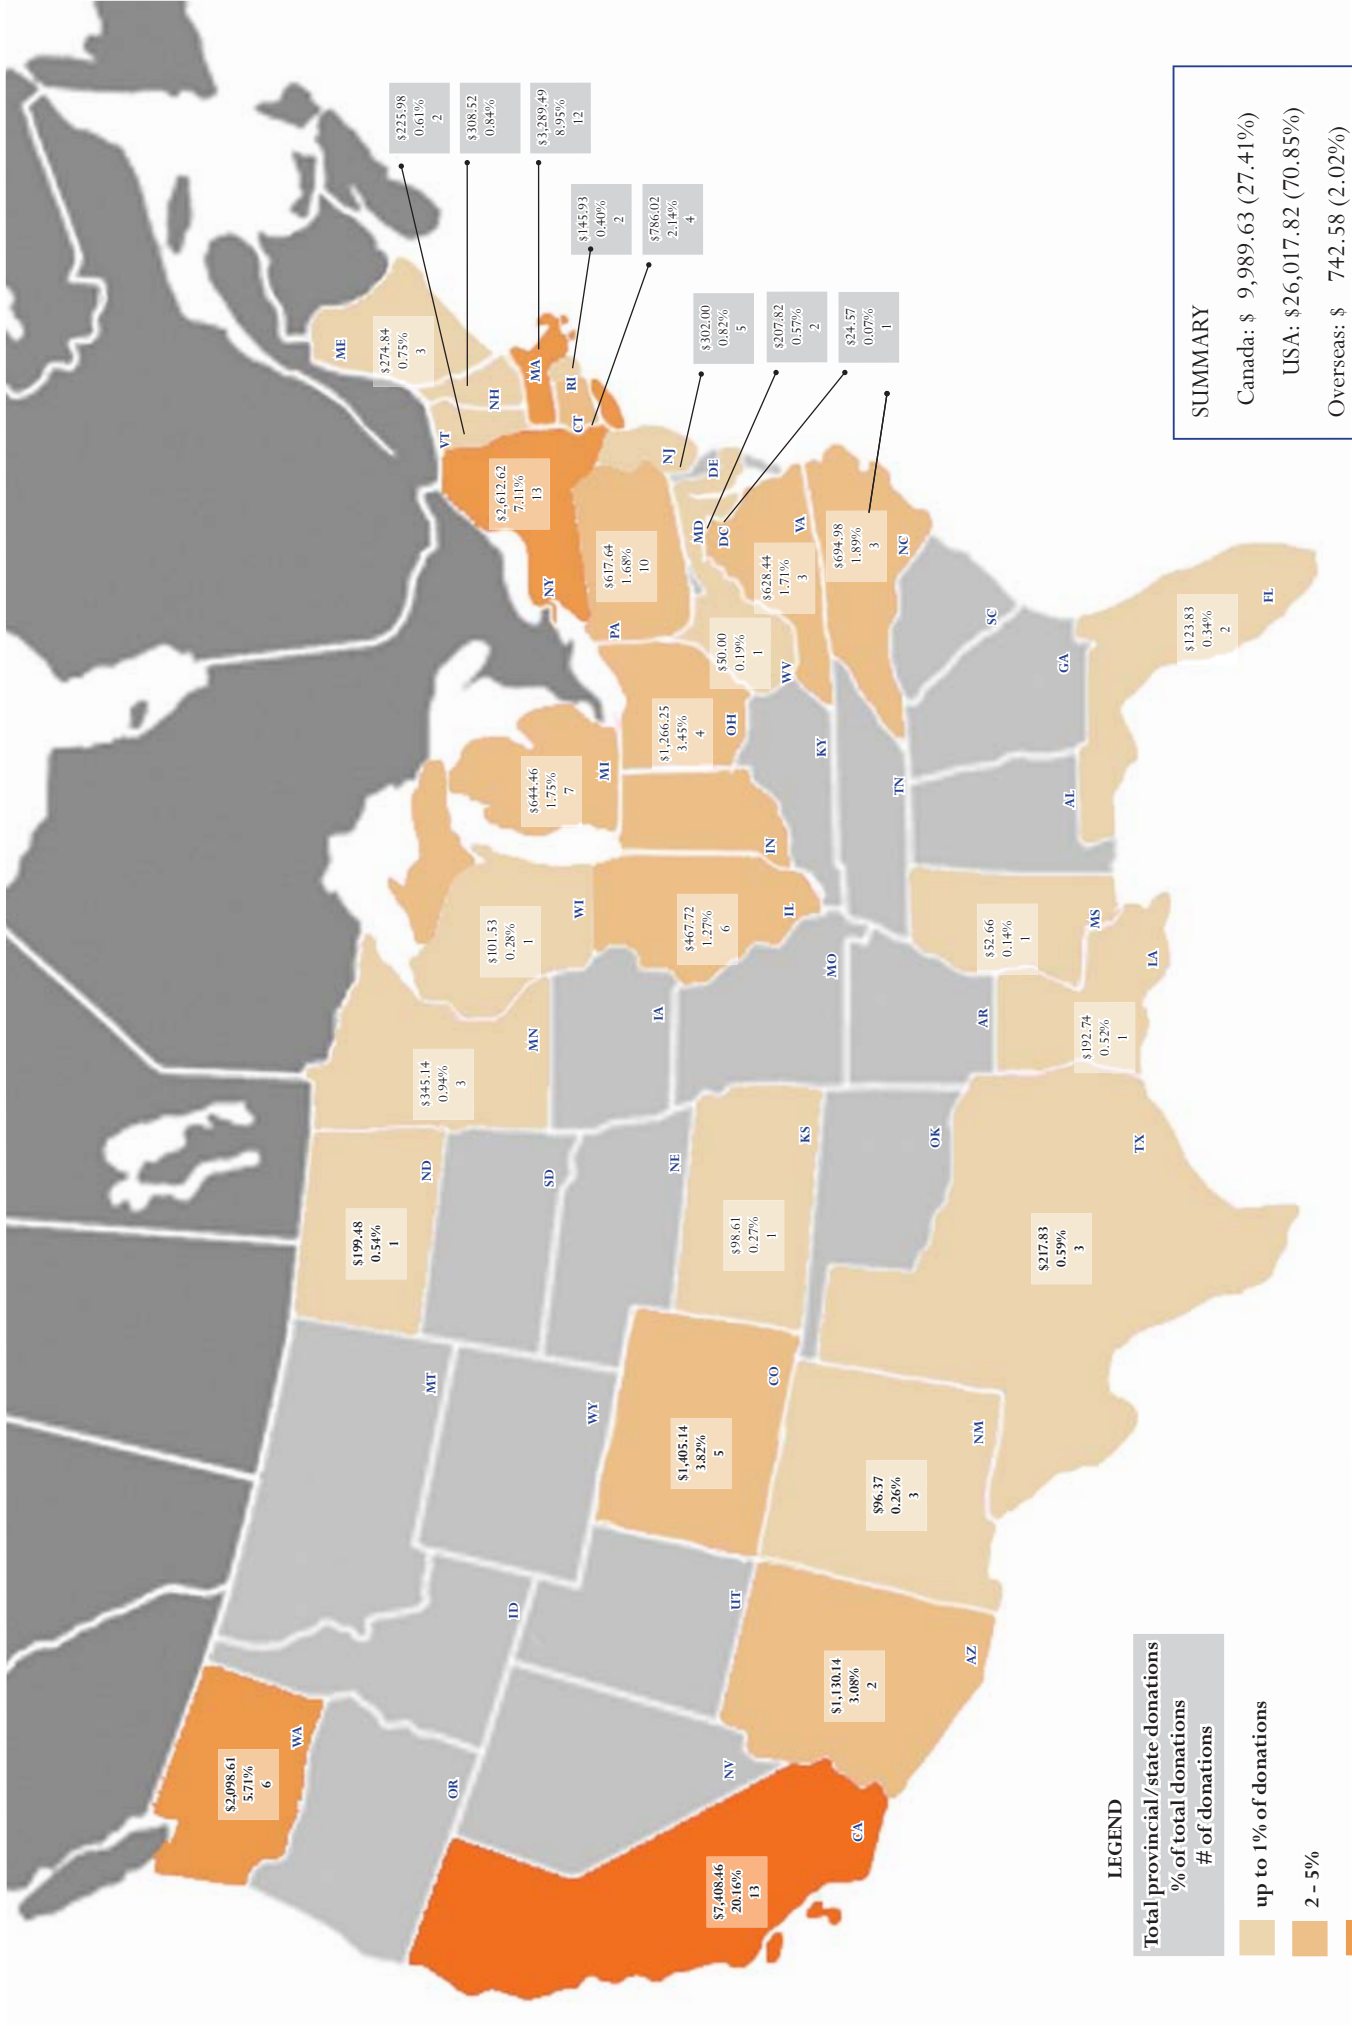 WA
$2,098.61
5.71%
6
OR
CA
$7,408.46
20.16%
13
NV
ID
MT
WY
UT
AZ
$1,130.14
3.08%
2
CO
$1,405.14
3.82%
5
NM
$96.37
0.26%
3
ND
$199.48
0.54%
1
SD
NE
KS
$98.61
0.27%
1
OK
TX
$217.83
0.59%
3
MN
$345.14
0.94%
3
IA
MO
AR
LA
$192.74
0.52%
1
WI
$101.53
0.28%
1
IL
$467.72
1.27%
6
MS
$52.66
0.14%
1
MI
$644.46
1.75%
7
IN
OH
$1,266.25
3.45%
4
KY
TN
AL
GA
SC
FL
$123.83
0.34%
2
WV
$50.00
0.19%
1
PA
$617.64
1.68%
10
NY
$2,612.62
7.11%
13
VA
$628.44
1.71%
3
NC
$694.98
1.89%
3
ME
$274.84
0.75%
3
VT
NH
MA
RI
CT
NJ
DE
MD
DC
$225.98
0.61%
2
$308.52
0.84%
$3,289.49
8.95%
12
$145.93
0.40%
2
$786.02
2.14%
4
$302.00
0.82%
5
$207.82
0.57%
2
$24.57
0.07%
1
LEGEND
Total provincial/state donations
% of total donations
# of donations
up to 1% of donations
2 - 5%
SUMMARY
Canada: $ 9,989.63 (27.41%)
USA: $26,017.82 (70.85%)
Overseas: $ 742.58 (2.02%)